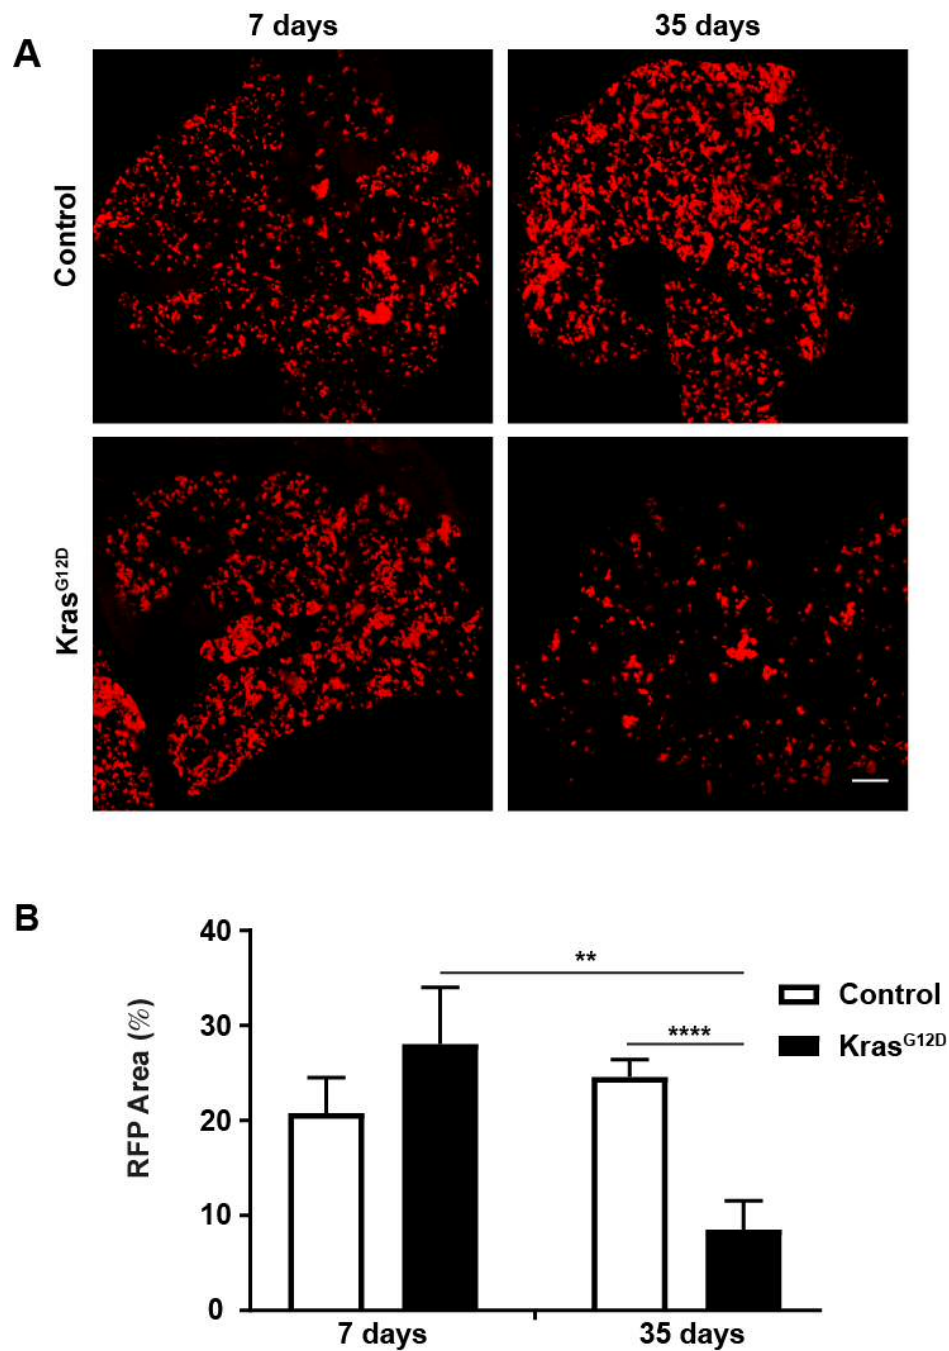 7 days
35 days
A
Control
Kras^G12D
B
40
30
20
10
0
RFP Area (%)
**
****
Control
Kras^G12D
7 days
35 days